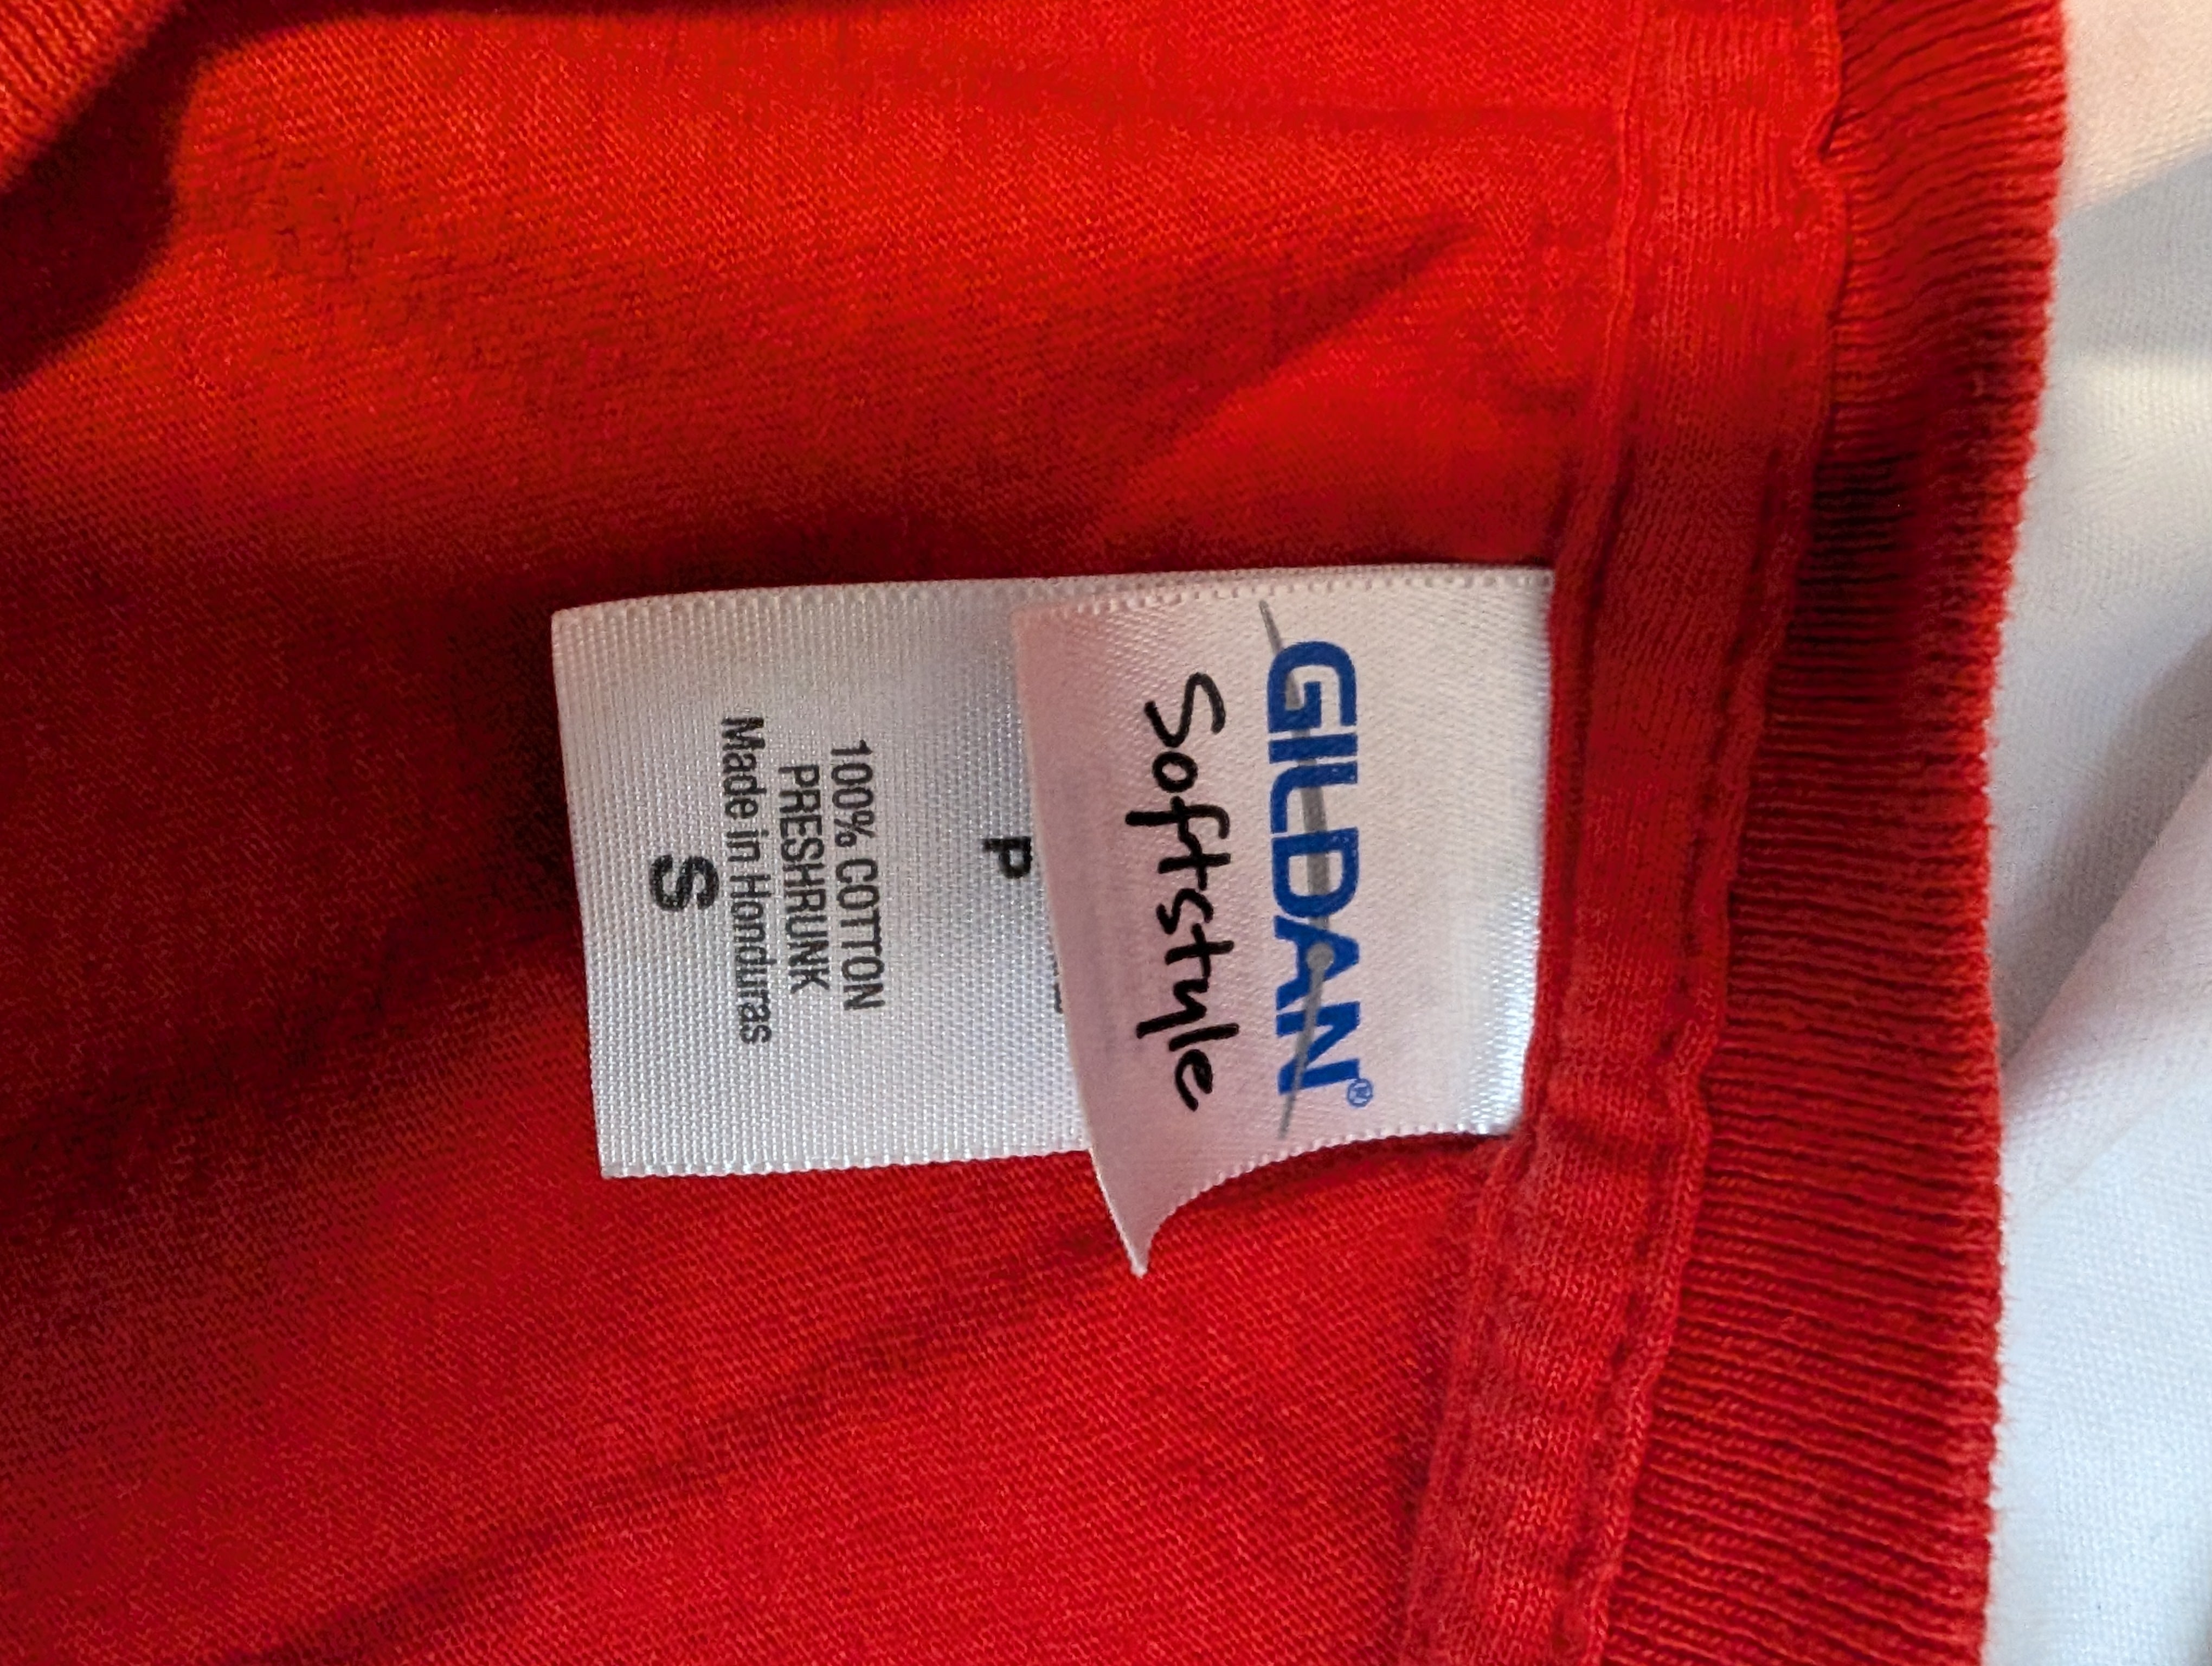 GILDAN®
Softstyle
P
100% COTTON
PRESHRUNK
Made in Honduras
S